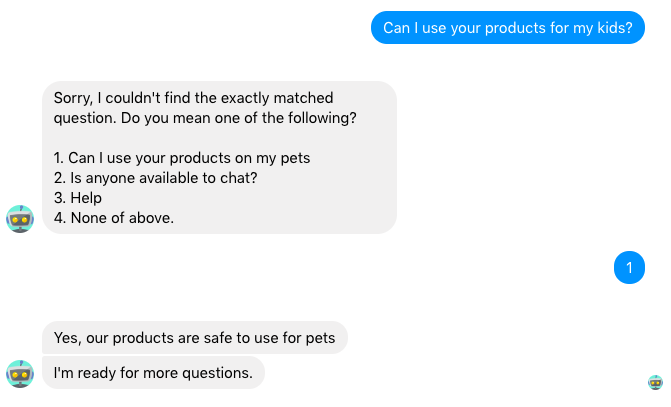 Can I use your products for my kids?
Sorry, I couldn't find the exactly matched
question. Do you mean one of the following?
1. Can I use your products on my pets
2. Is anyone available to chat?
3. Help
4. None of above.
1
Yes, our products are safe to use for pets
I'm ready for more questions.